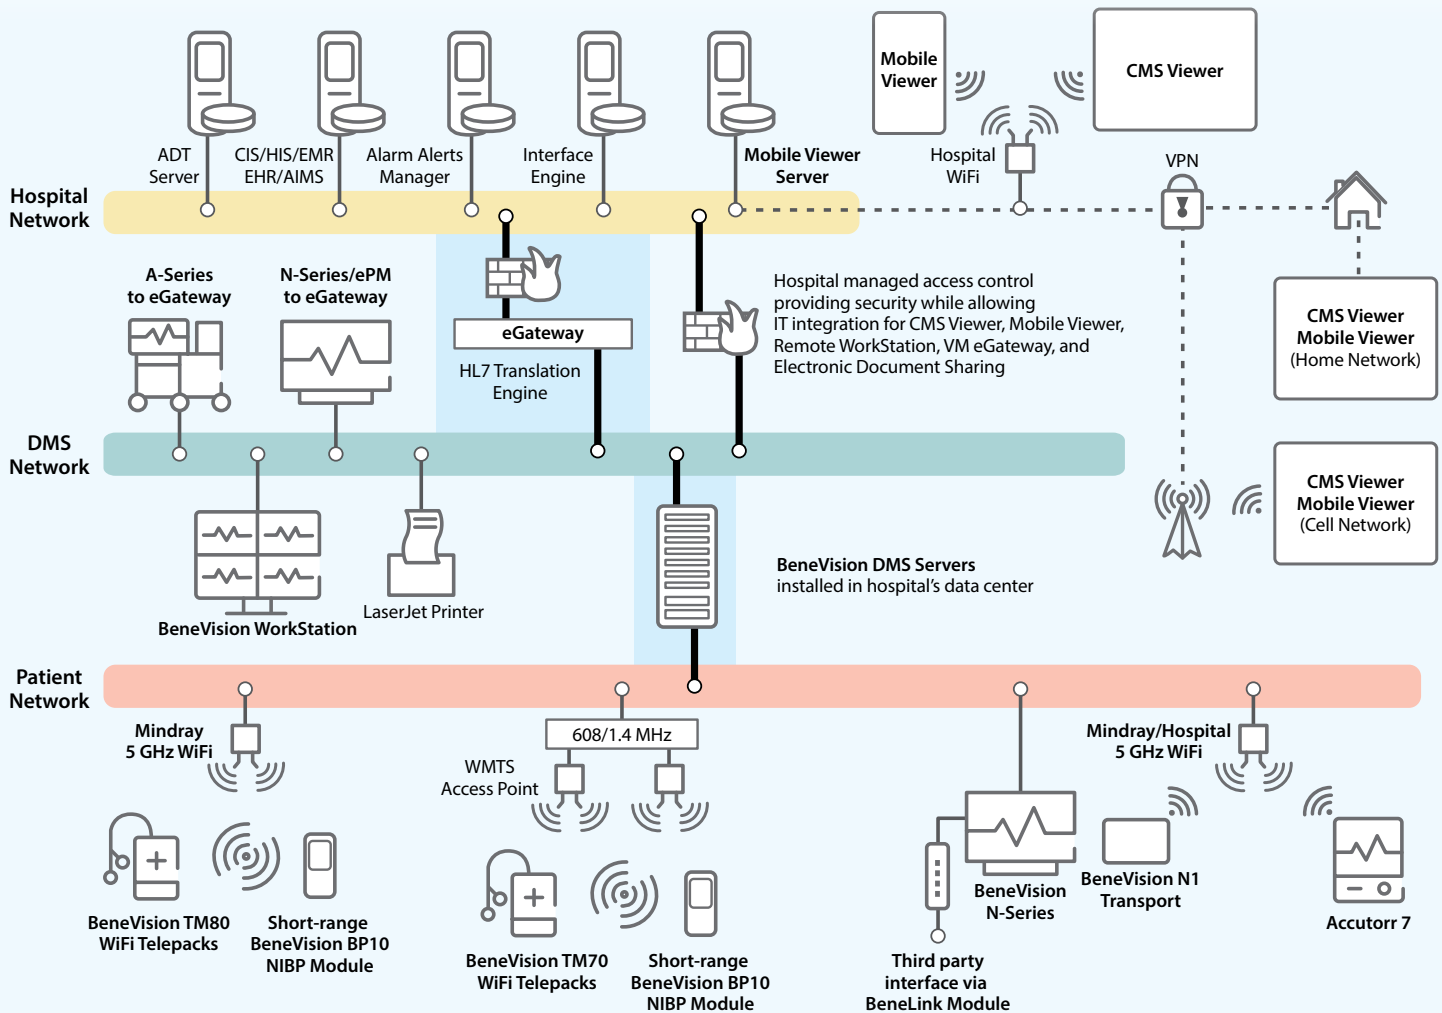 Mobile
Viewer
CMS Viewer
ADT
Server
CIS/HIS/EMR
EHR/AIMS
Alarm Alerts
Manager
Interface
Engine
Mobile Viewer
Server
Hospital
WiFi
VPN
Hospital
Network
A-Series
to eGateway
N-Series/ePM
to eGateway
eGateway
HL7 Translation
Engine
Hospital managed access control
providing security while allowing
IT integration for CMS Viewer, Mobile Viewer,
Remote WorkStation, VM eGateway, and
Electronic Document Sharing
CMS Viewer
Mobile Viewer
(Home Network)
DMS
Network
CMS Viewer
Mobile Viewer
(Cell Network)
BeneVision WorkStation
LaserJet Printer
BeneVision DMS Servers
installed in hospital's data center
Patient
Network
Mindray
5 GHz WiFi
608/1.4 MHz
WMTS
Access Point
Mindray/Hospital
5 GHz WiFi
BeneVision TM80
WiFi Telepacks
Short-range
BeneVision BP10
NIBP Module
BeneVision TM70
WiFi Telepacks
Short-range
BeneVision BP10
NIBP Module
BeneVision
N-Series
BeneVision N1
Transport
Accutorr 7
Third party
interface via
BeneLink Module